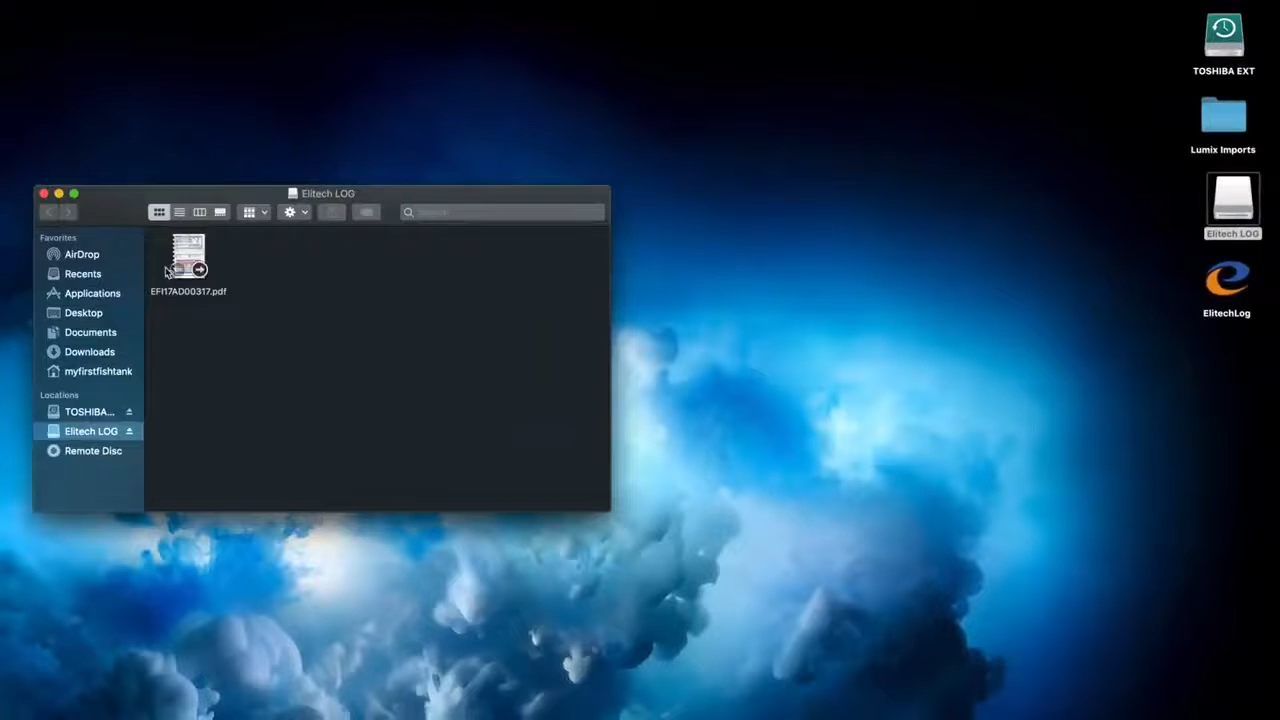 Elitech LOG
Favorites
AirDrop
Recents
Applications
Desktop
Documents
Downloads
myfirstfishtank
Locations
TOSHIBA...
Elitech LOG
Remote Disc
EFI17AD00317.pdf
TOSHIBA EXT
Lumix Imports
Elitech LOG
ElitechLog